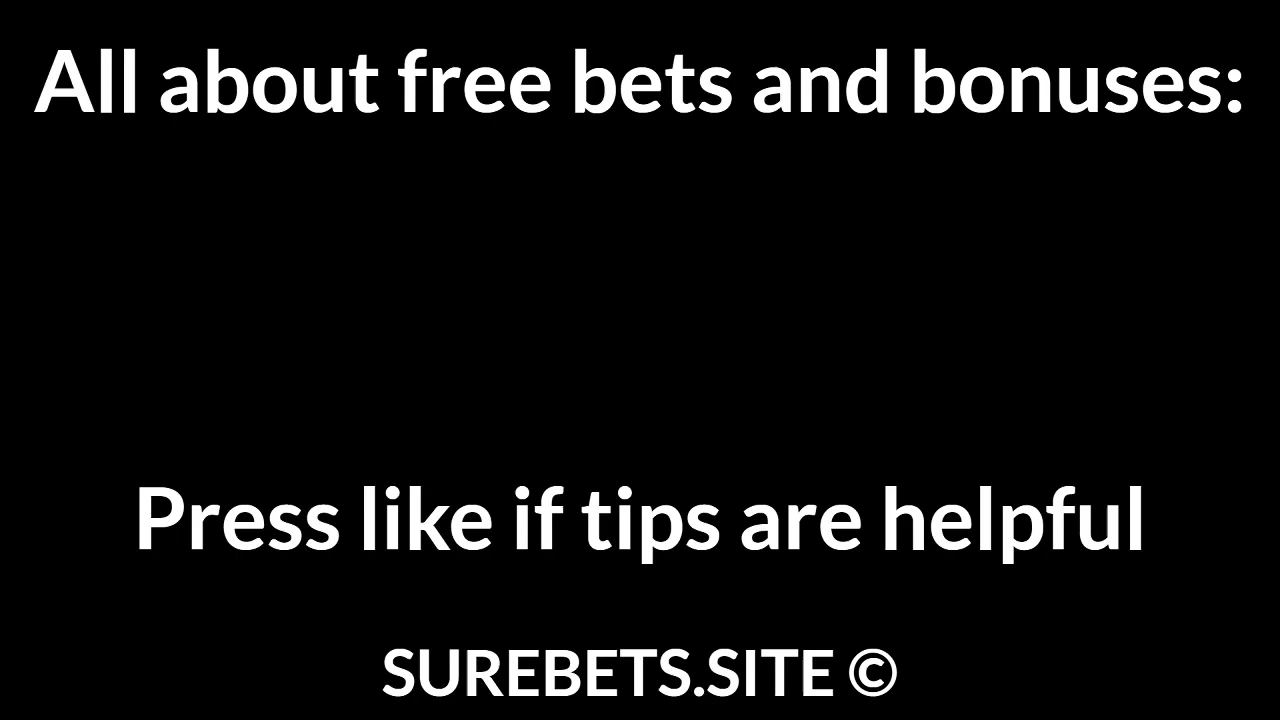 All about free bets and bonuses:
Press like if tips are helpful
SUREBETS.SITE ©